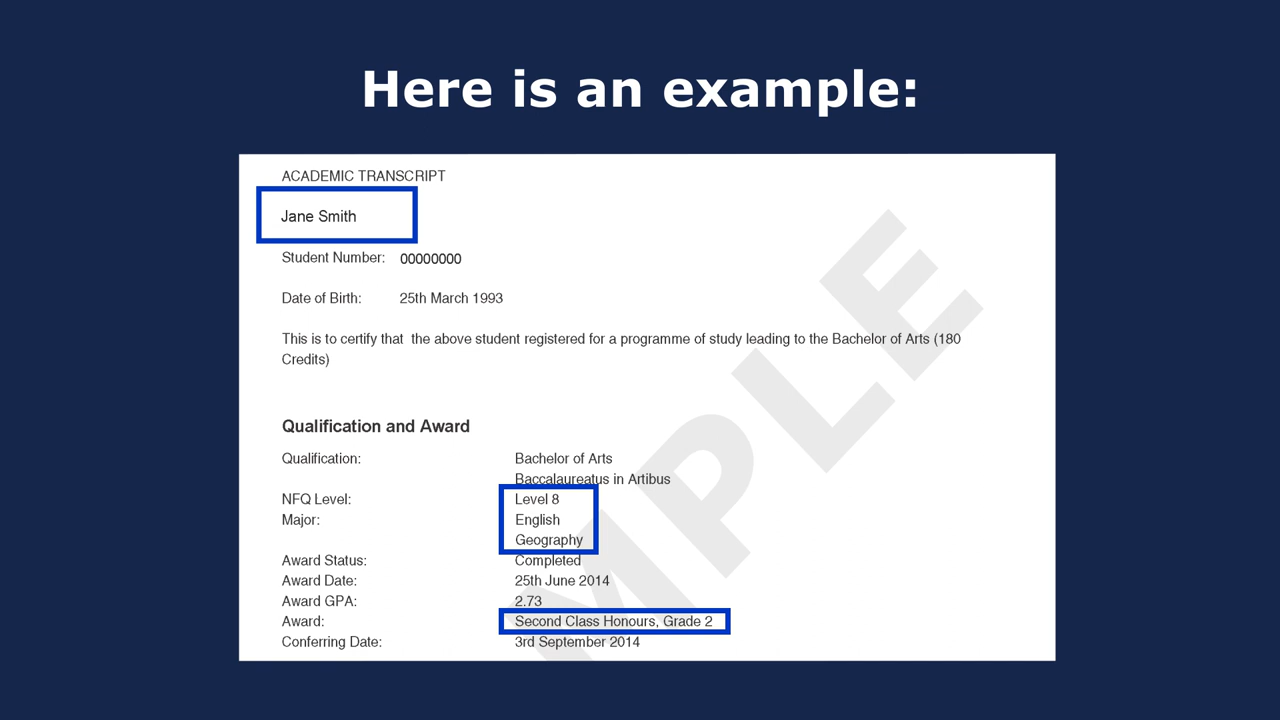 Here is an example:
ACADEMIC TRANSCRIPT
Jane Smith
Student Number: 00000000
Date of Birth: 25th March 1993
This is to certify that the above student registered for a programme of study leading to the Bachelor of Arts (180
Credits)
Qualification and Award
Qualification: Bachelor of Arts
Baccalaureatus in Artibus
NFQ Level: Level 8
Major: English
Geography
Award Status: Completed
Award Date: 25th June 2014
Award GPA: 2.73
Award: Second Class Honours, Grade 2
Conferring Date: 3rd September 2014
MPLE